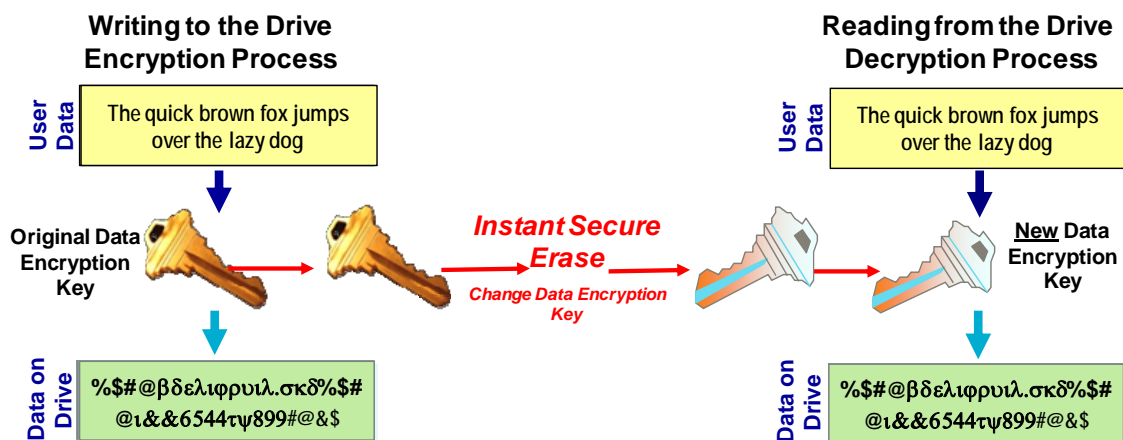 Writing to the Drive
Encryption Process
User
Data
The quick brown fox jumps
over the lazy dog
Original Data
Encryption
Key
Data on
Drive
%$#@βδελιφρυιλ.σκδ%$#
@ι&&6544τψ899#@&$
Instant Secure
Erase
Change Data Encryption
Key
Reading from the Drive
Decryption Process
User
Data
The quick brown fox jumps
over the lazy dog
New Data
Encryption
Key
Data on
Drive
%$#@βδελιφρυιλ.σκδ%$#
@ι&&6544τψ899#@&$